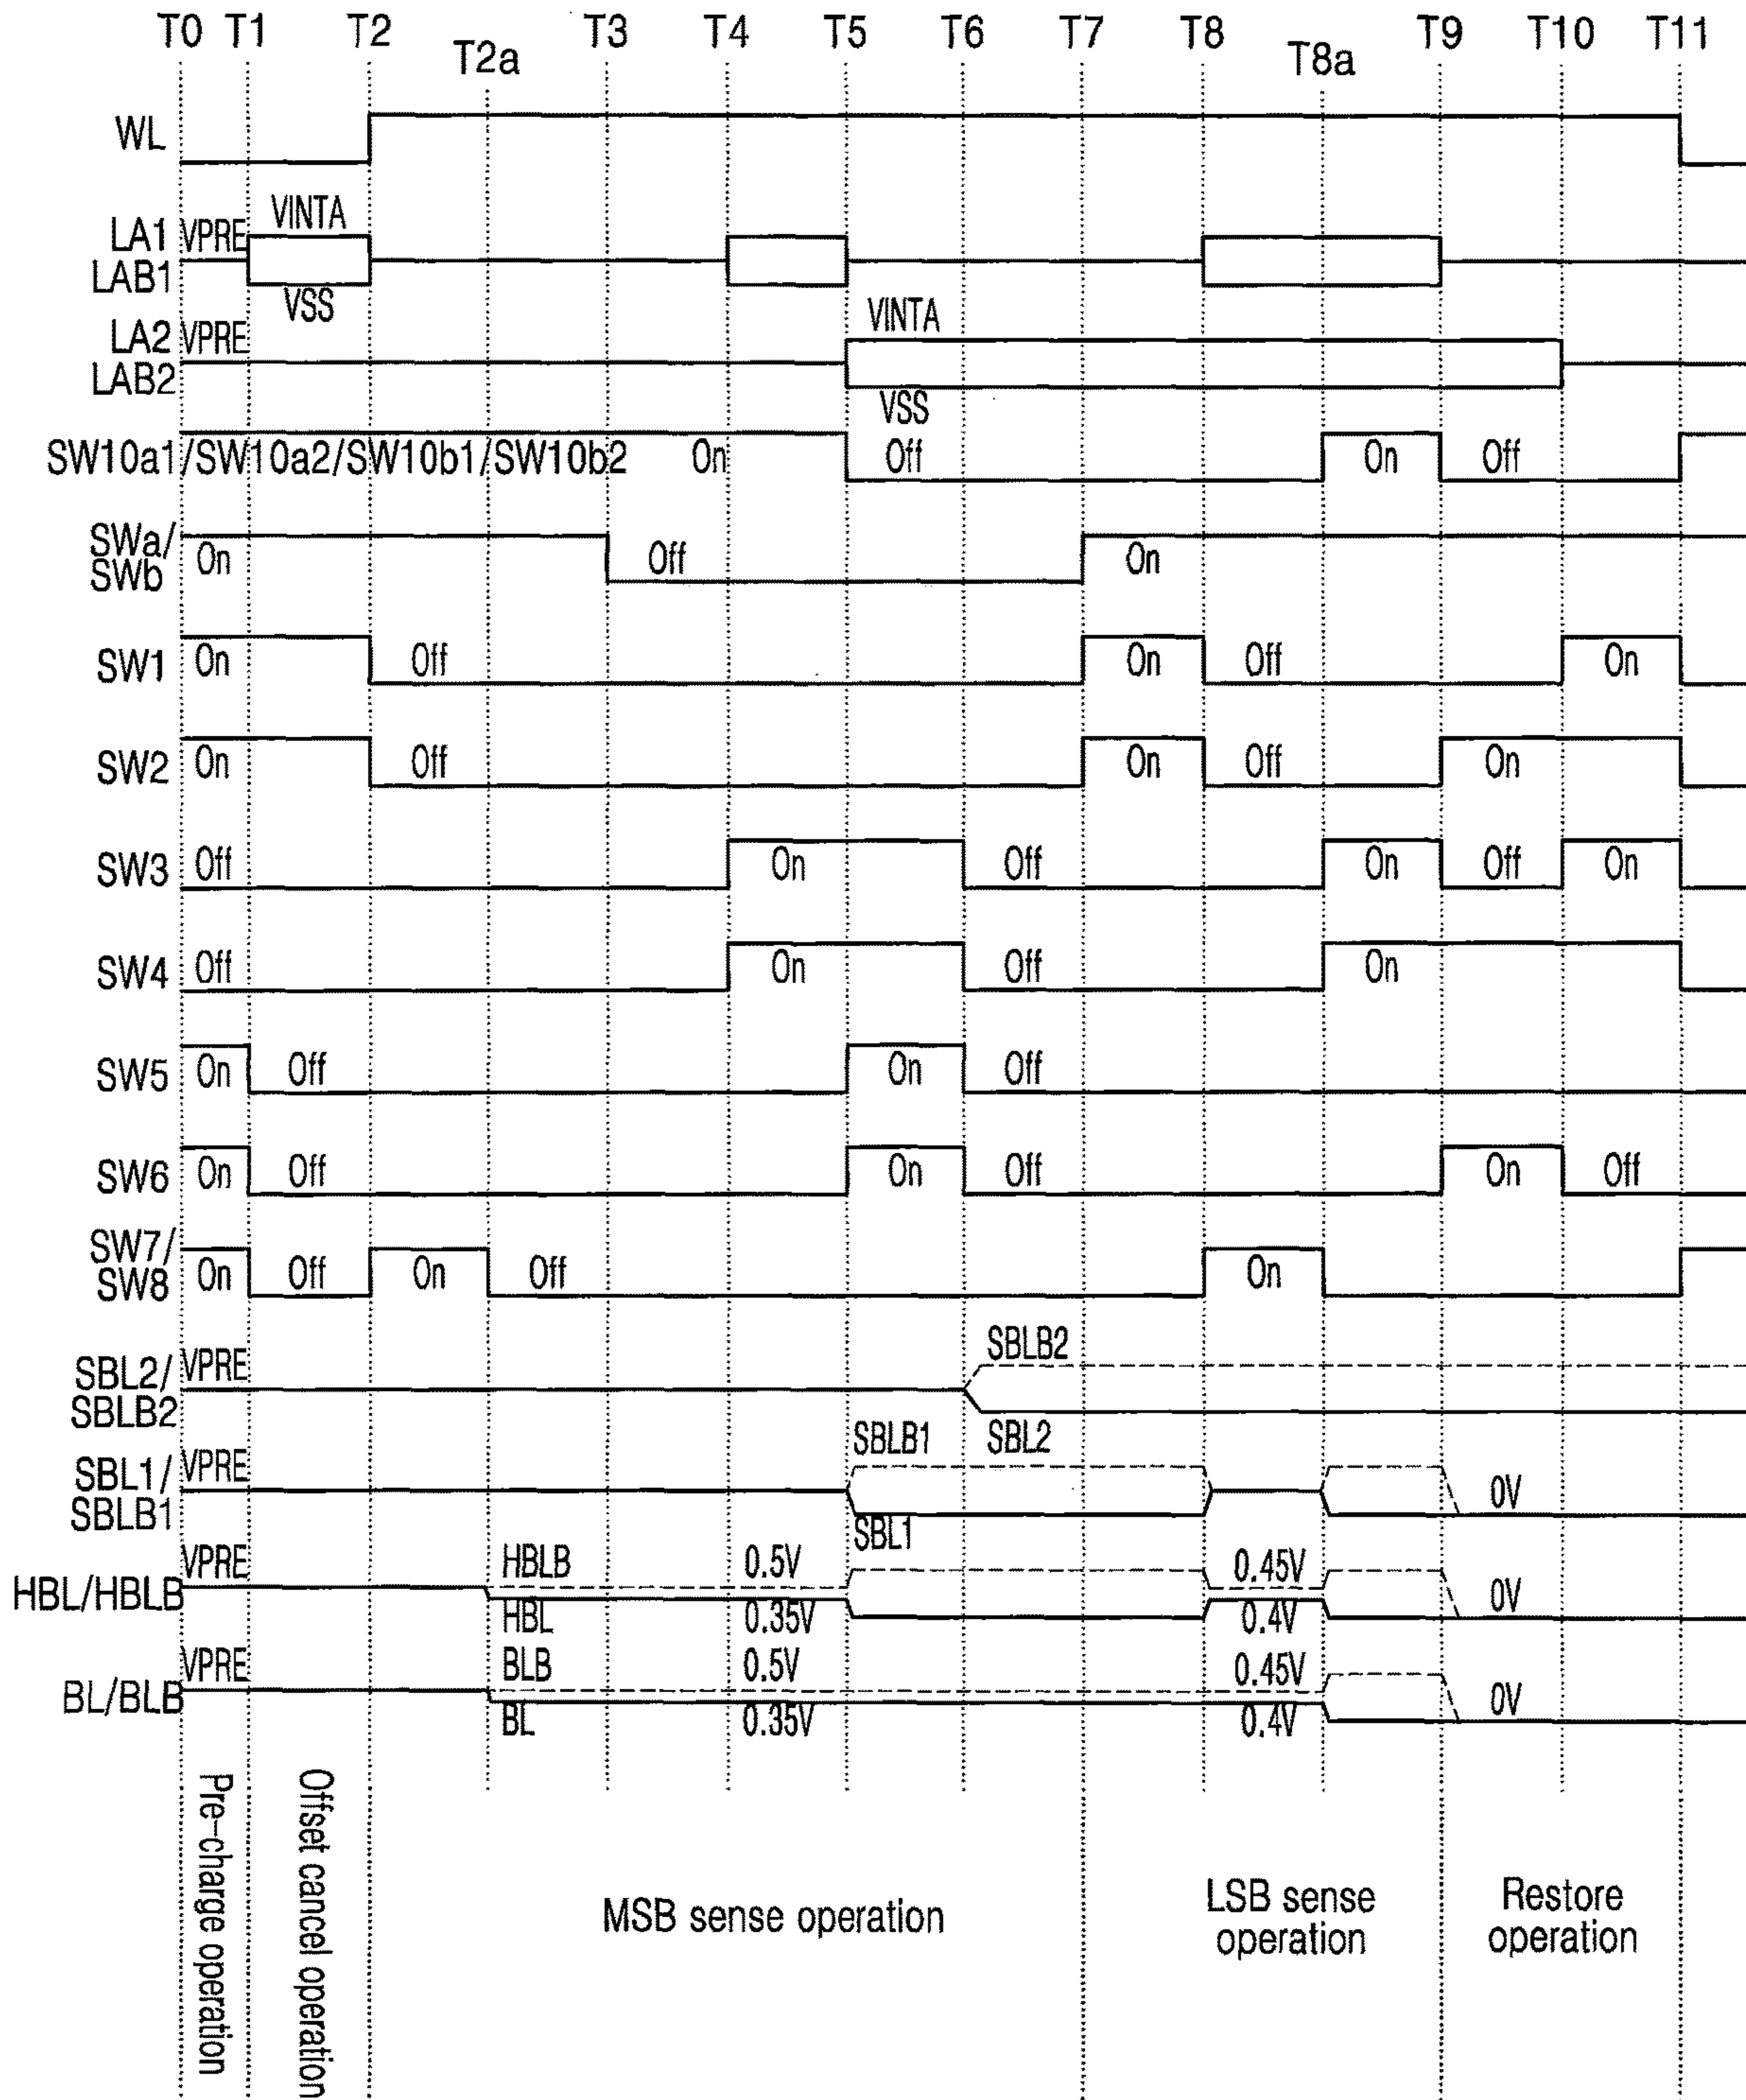 T0 T1 T2 T2a T3 T4 T5 T6 T7 T8 T8a T9 T10 T11
WL
VINTA
LA1 VPRE
LAB1
VSS
VINTA
LA2 VPRE
LAB2
VSS
SW10a1/SW10a2/SW10b1/SW10b2 On Off On Off
SWa/
SWb On Off On
SW1 On Off On Off On
SW2 On Off On Off On
SW3 Off On Off On Off On
SW4 Off On Off On
SW5 On Off On Off
SW6 On Off On Off On Off
SW7/
SW8 On Off On Off On
SBLB2
SBL2/ VPRE
SBLB2
SBLB1 SBL2
SBL1/ VPRE
SBLB1 0V
SBL1
VPRE HBLB 0.5V 0.45V
HBL/HBLB 0V
HBL 0.35V 0.4V
VPRE BLB 0.5V 0.45V
BL/BLB 0V
BL 0.35V 0.4V
Pre-charge operation
Offset cancel operation
MSB sense operation
LSB sense
operation
Restore
operation